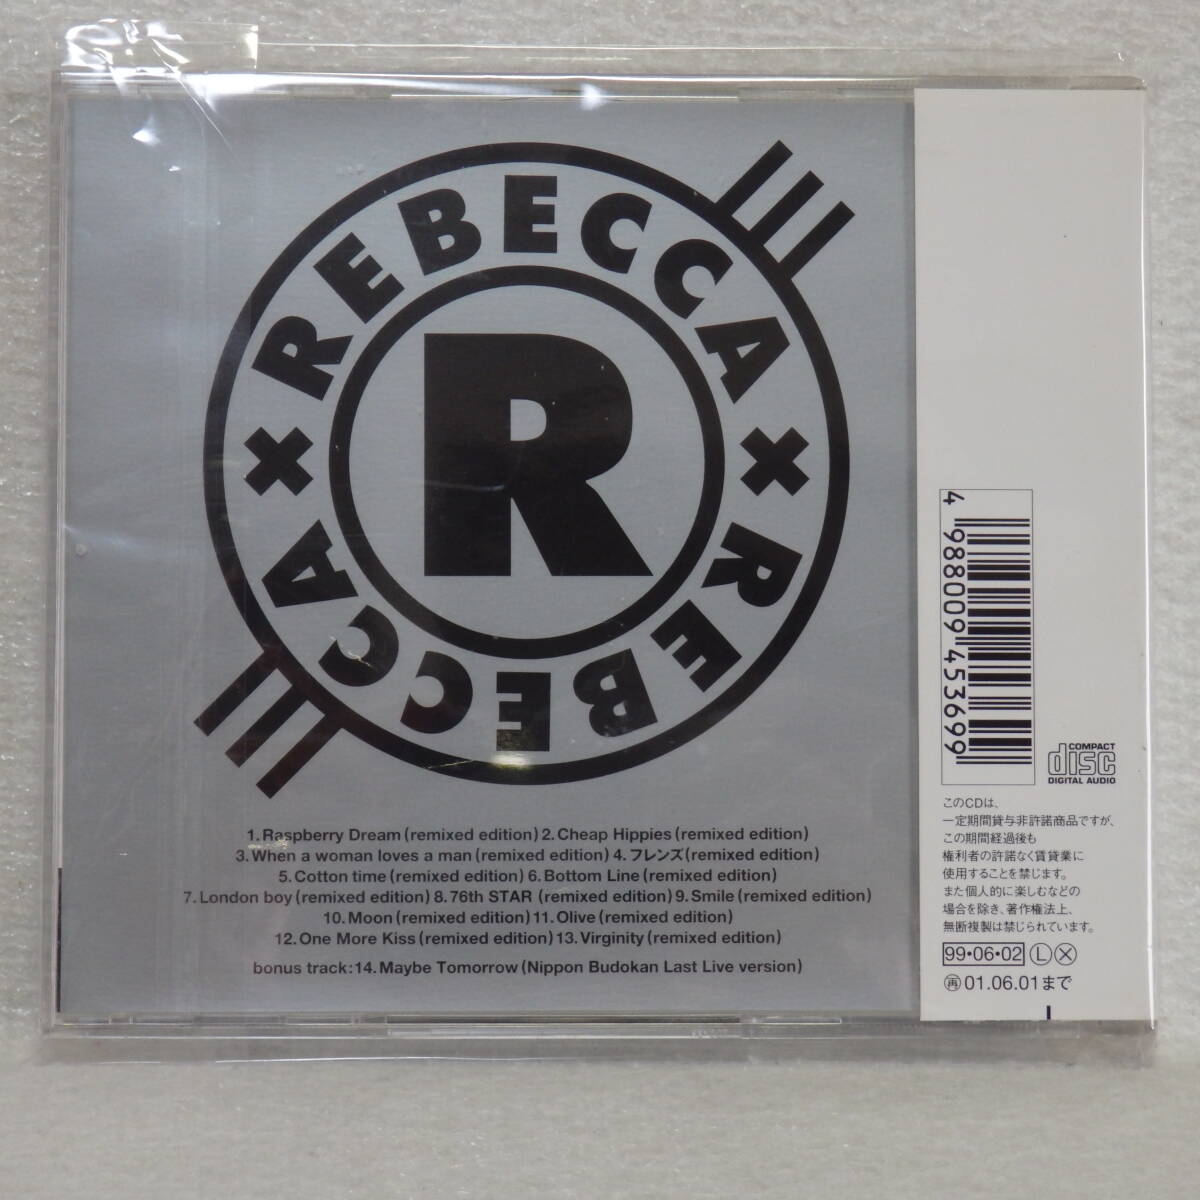 REBECCA × REBECCA ×
R
1.Raspberry Dream (remixed edition) 2.Cheap Hippies (remixed edition)
3.When a woman loves a man (remixed edition) 4.フレンズ(remixed edition)
5.Cotton time (remixed edition) 6.Bottom Line (remixed edition)
7.London boy (remixed edition) 8.76th STAR (remixed edition) 9.Smile (remixed edition)
10.Moon (remixed edition) 11.Olive (remixed edition)
12.One More Kiss (remixed edition) 13.Virginity (remixed edition)
bonus track:14.Maybe Tomorrow (Nippon Budokan Last Live version)
4 988009 453699
COMPACT
disc
DIGITAL AUDIO
このCDは、
一定期間貸与非許諾商品ですが、
この期間経過後も
権利者の許諾なく賃貸業に
使用することを禁じます。
また個人的に楽しむなどの
場合を除き、著作権法上、
無断複製は禁じられています。
99・06・02 Ⓛ Ⓧ
㋐01.06.01まで